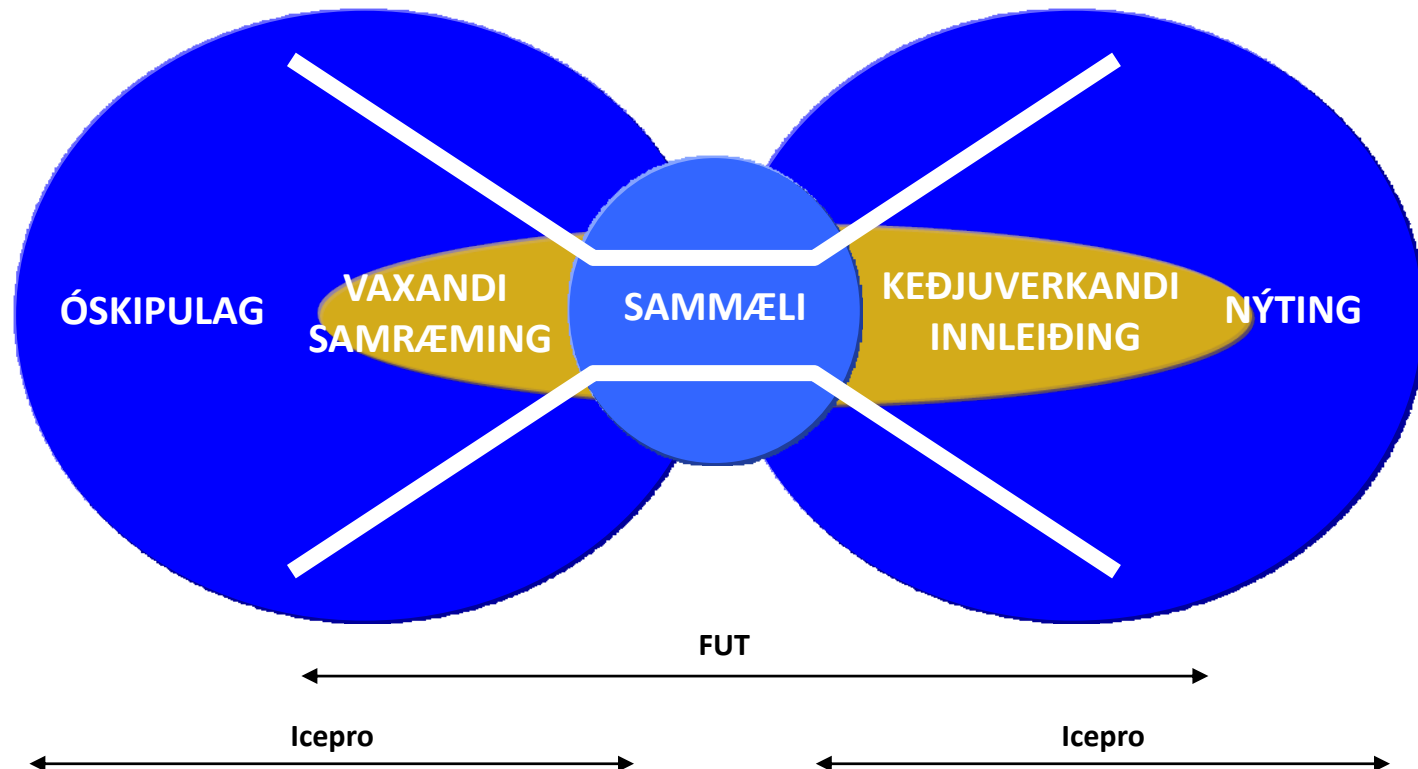 ÓSKIPULAG
VAXANDI
SAMRÆMING
SAMMÆLI
KEÐJUVERKANDI
INNLEIÐING
NÝTING
FUT
Icepro
Icepro